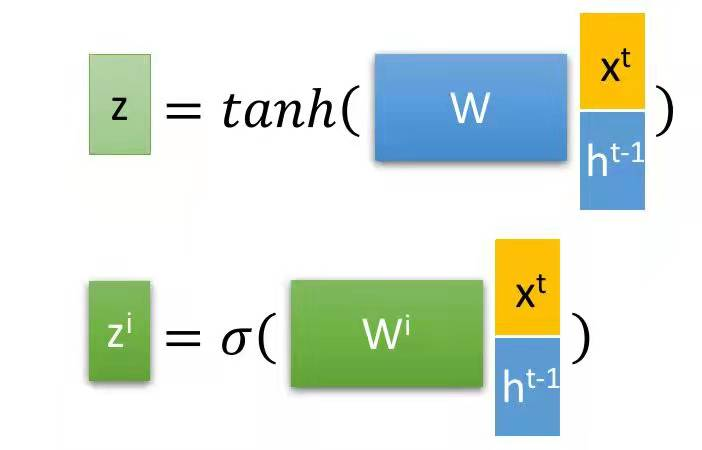 z = tanh( W x^t h^{t-1} )
z^i = σ( W^i x^t h^{t-1} )